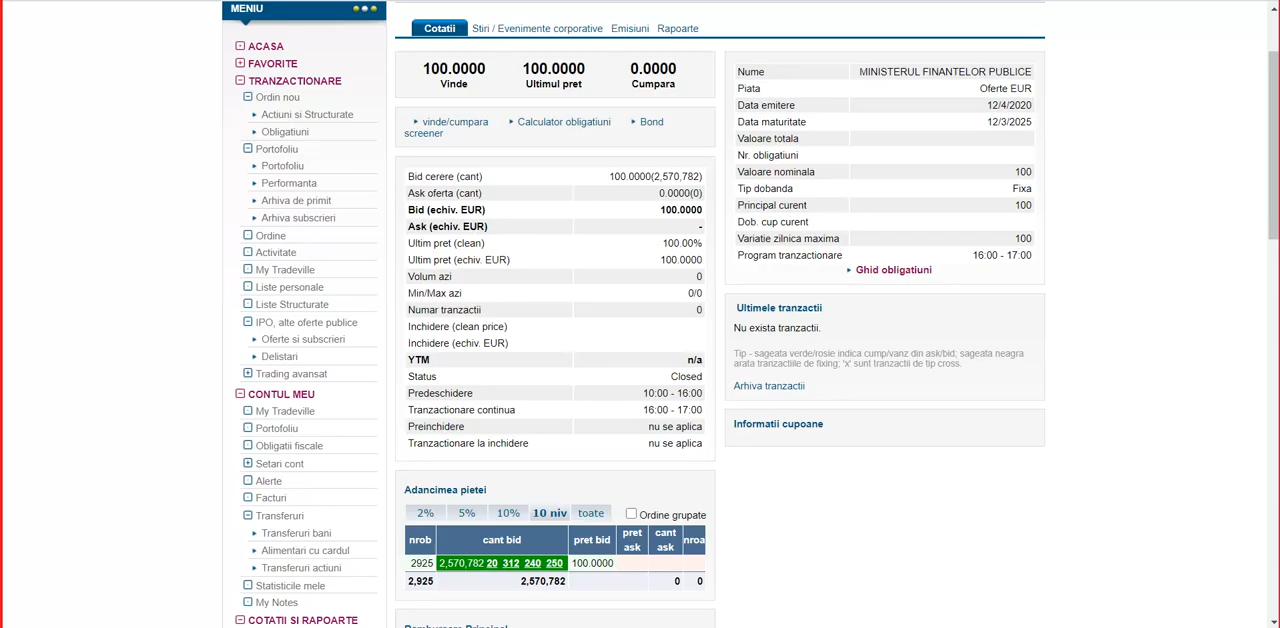 MENIU
ACASA
FAVORITE
TRANZACTIONARE
Ordin nou
Actiuni si Structurate
Obligatiuni
Portofoliu
Portofoliu
Performanta
Arhiva de primit
Arhiva subscrieri
Ordine
Activitate
My Tradeville
Liste personale
Liste Structurate
IPO, alte oferte publice
Oferte si subscrieri
Delistari
Trading avansat
CONTUL MEU
My Tradeville
Portofoliu
Obligatii fiscale
Setari cont
Alerte
Facturi
Transferuri
Transferuri bani
Alimentari cu cardul
Transferuri actiuni
Statisticile mele
My Notes
COTATII SI RAPOARTE
Cotatii Stiri / Evenimente corporative Emisiuni Rapoarte
100.0000 100.0000 0.0000
Vinde Ultimul pret Cumpara
vinde/cumpara Calculator obligatiuni Bond
screener
Bid cerere (cant) 100.0000(2,570,782)
Ask oferta (cant) 0.0000(0)
Bid (echiv. EUR) 100.0000
Ask (echiv. EUR) -
Ultim pret (clean) 100.00%
Ultim pret (echiv. EUR) 100.0000
Volum azi 0
Min/Max azi 0/0
Numar tranzactii 0
Inchidere (clean price)
Inchidere (echiv. EUR)
YTM n/a
Status Closed
Predeschidere 10:00 - 16:00
Tranzactionare continua 16:00 - 17:00
Preinchidere nu se aplica
Tranzactionare la inchidere nu se aplica
Adancimea pietei
2% 5% 10% 10 niv toate Ordine grupate
nrob cant bid pret bid pret ask cant ask nroa
2925 2,570,782 20 312 240 250 100.0000
2,925 2,570,782 0 0
Rambursare Principal
Nume MINISTERUL FINANTELOR PUBLICE
Piata Oferte EUR
Data emitere 12/4/2020
Data maturitate 12/3/2025
Valoare totala
Nr. obligatiuni
Valoare nominala 100
Tip dobanda Fixa
Principal curent 100
Dob. cup curent
Variatie zilnica maxima 100
Program tranzactionare 16:00 - 17:00
Ghid obligatiuni
Ultimele tranzactii
Nu exista tranzactii.
Tip - sageata verde/rosie indica cump/vanz din ask/bid; sageata neagra
arata tranzactiile de fixing; 'x' sunt tranzactii de tip cross.
Arhiva tranzactii
Informatii cupoane